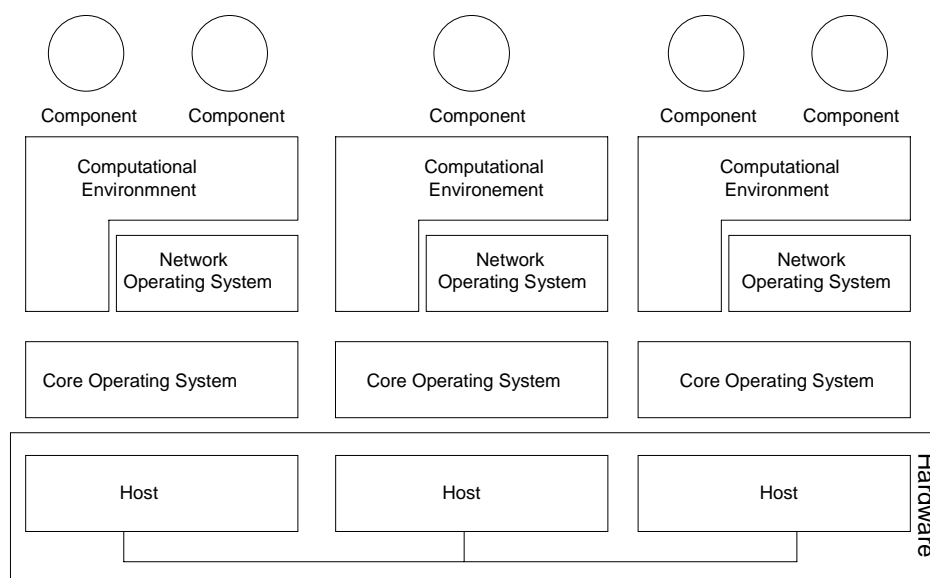 Component
Component
Component
Component
Component
Computational
Environmnent
Computational
Environement
Computational
Environment
Network
Operating System
Network
Operating System
Network
Operating System
Core Operating System
Core Operating System
Core Operating System
Host
Host
Host
Hardware